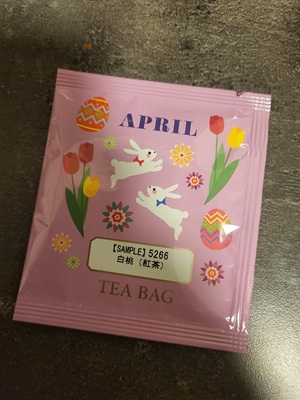 APRIL
【SAMPLE】5266
白桃（紅茶）
TEA BAG